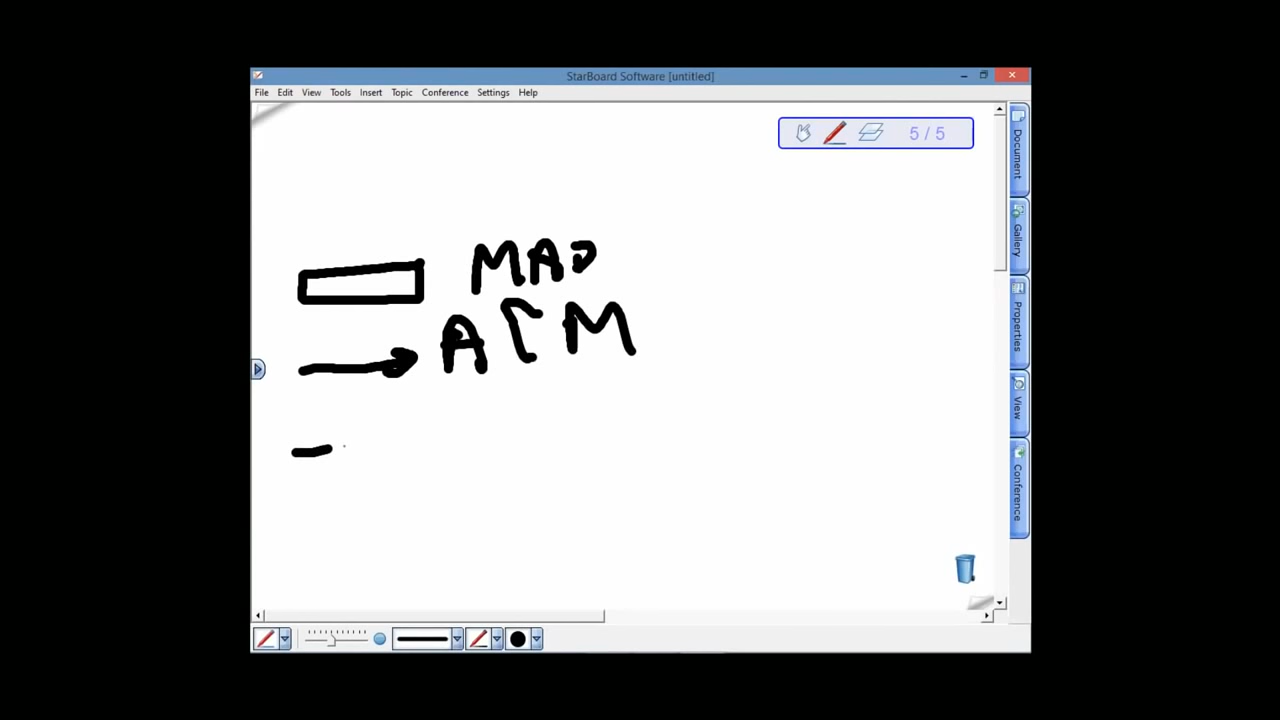 StarBoard Software [untitled]
File Edit View Tools Insert Topic Conference Settings Help
5 / 5
Document
Gallery
Properties
View
Conference
ACM